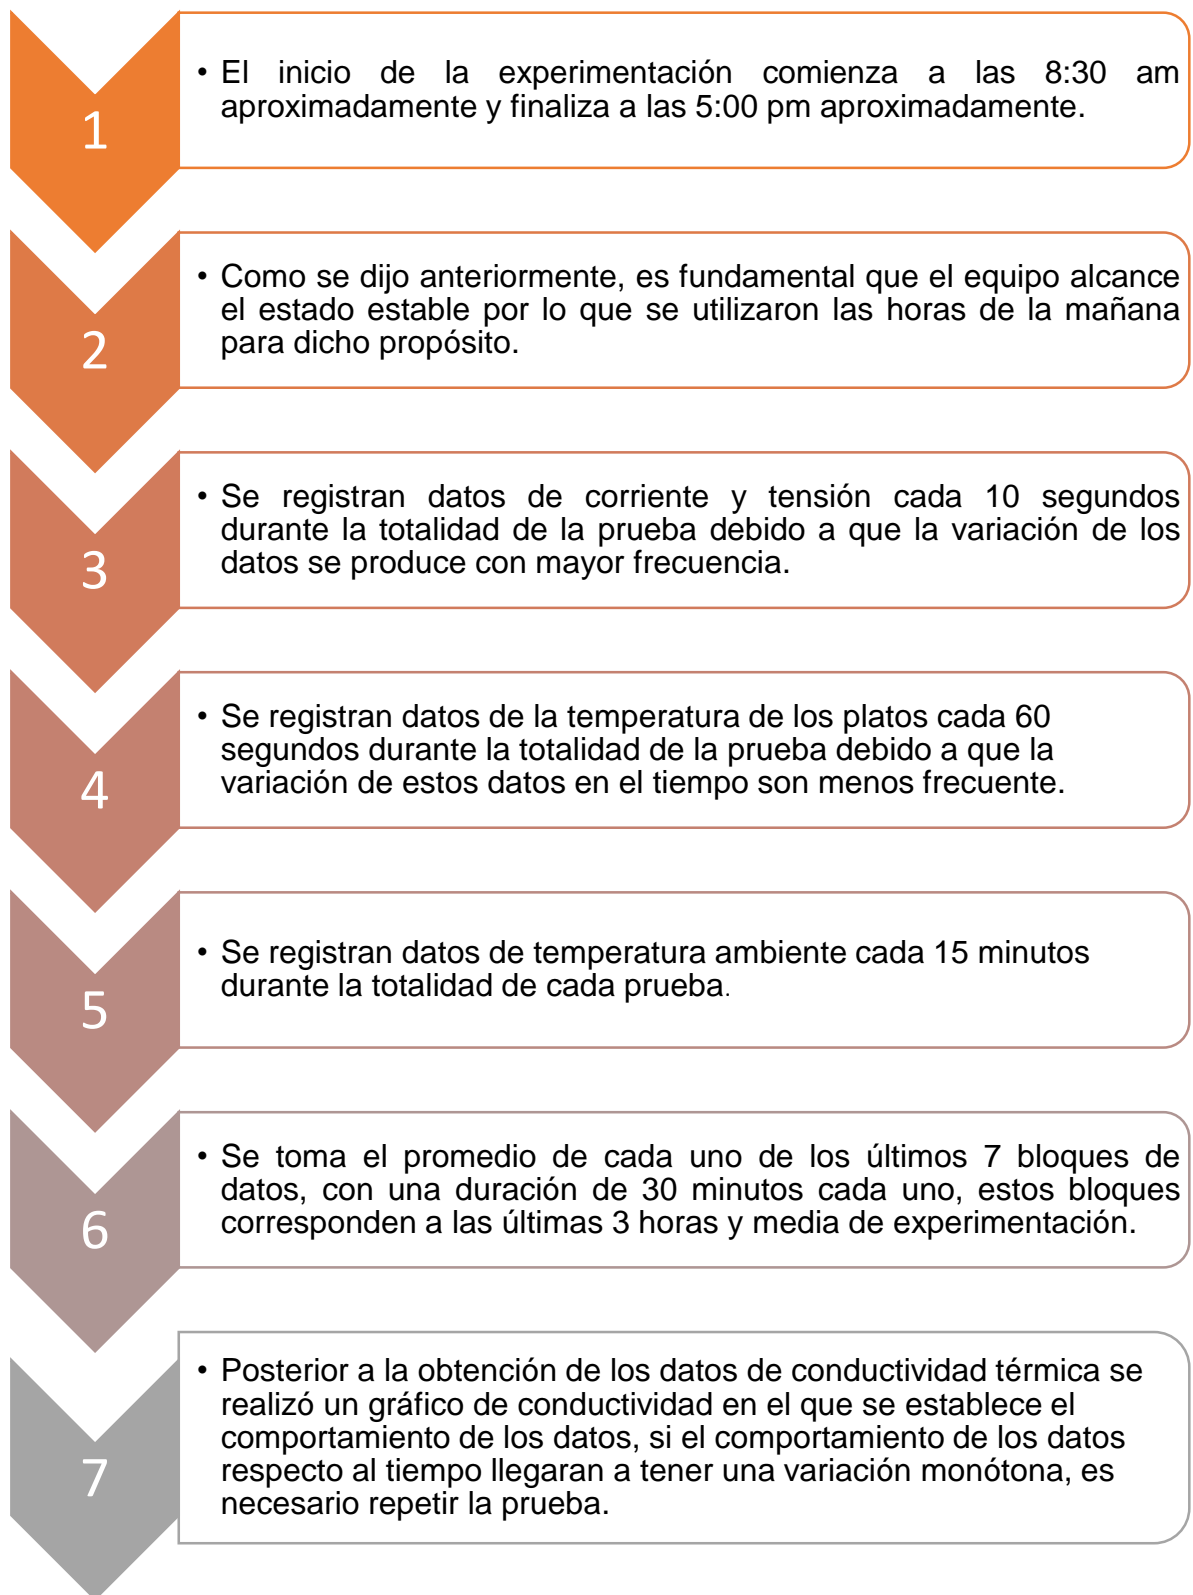 1
• El inicio de la experimentación comienza a las 8:30 am
aproximadamente y finaliza a las 5:00 pm aproximadamente.
2
• Como se dijo anteriormente, es fundamental que el equipo alcance
el estado estable por lo que se utilizaron las horas de la mañana
para dicho propósito.
3
• Se registran datos de corriente y tensión cada 10 segundos
durante la totalidad de la prueba debido a que la variación de los
datos se produce con mayor frecuencia.
4
• Se registran datos de la temperatura de los platos cada 60
segundos durante la totalidad de la prueba debido a que la
variación de estos datos en el tiempo son menos frecuente.
5
• Se registran datos de temperatura ambiente cada 15 minutos
durante la totalidad de cada prueba.
6
• Se toma el promedio de cada uno de los últimos 7 bloques de
datos, con una duración de 30 minutos cada uno, estos bloques
corresponden a las últimas 3 horas y media de experimentación.
7
• Posterior a la obtención de los datos de conductividad térmica se
realizó un gráfico de conductividad en el que se establece el
comportamiento de los datos, si el comportamiento de los datos
respecto al tiempo llegaran a tener una variación monótona, es
necesario repetir la prueba.